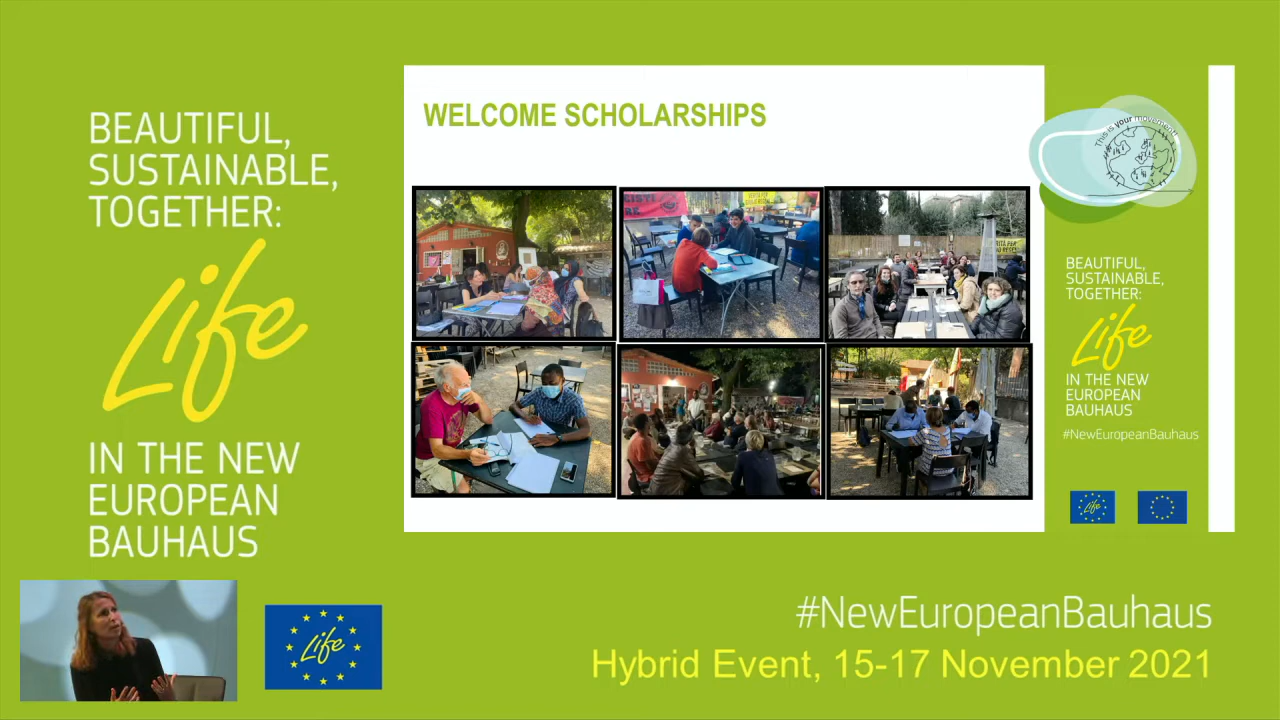 BEAUTIFUL,
SUSTAINABLE,
TOGETHER:
Life
IN THE NEW
EUROPEAN
BAUHAUS
Life
WELCOME SCHOLARSHIPS
This is your movement!
BEAUTIFUL,
SUSTAINABLE,
TOGETHER:
Life
IN THE NEW
EUROPEAN
BAUHAUS
#NewEuropeanBauhaus
Life
#NewEuropeanBauhaus
Hybrid Event, 15-17 November 2021